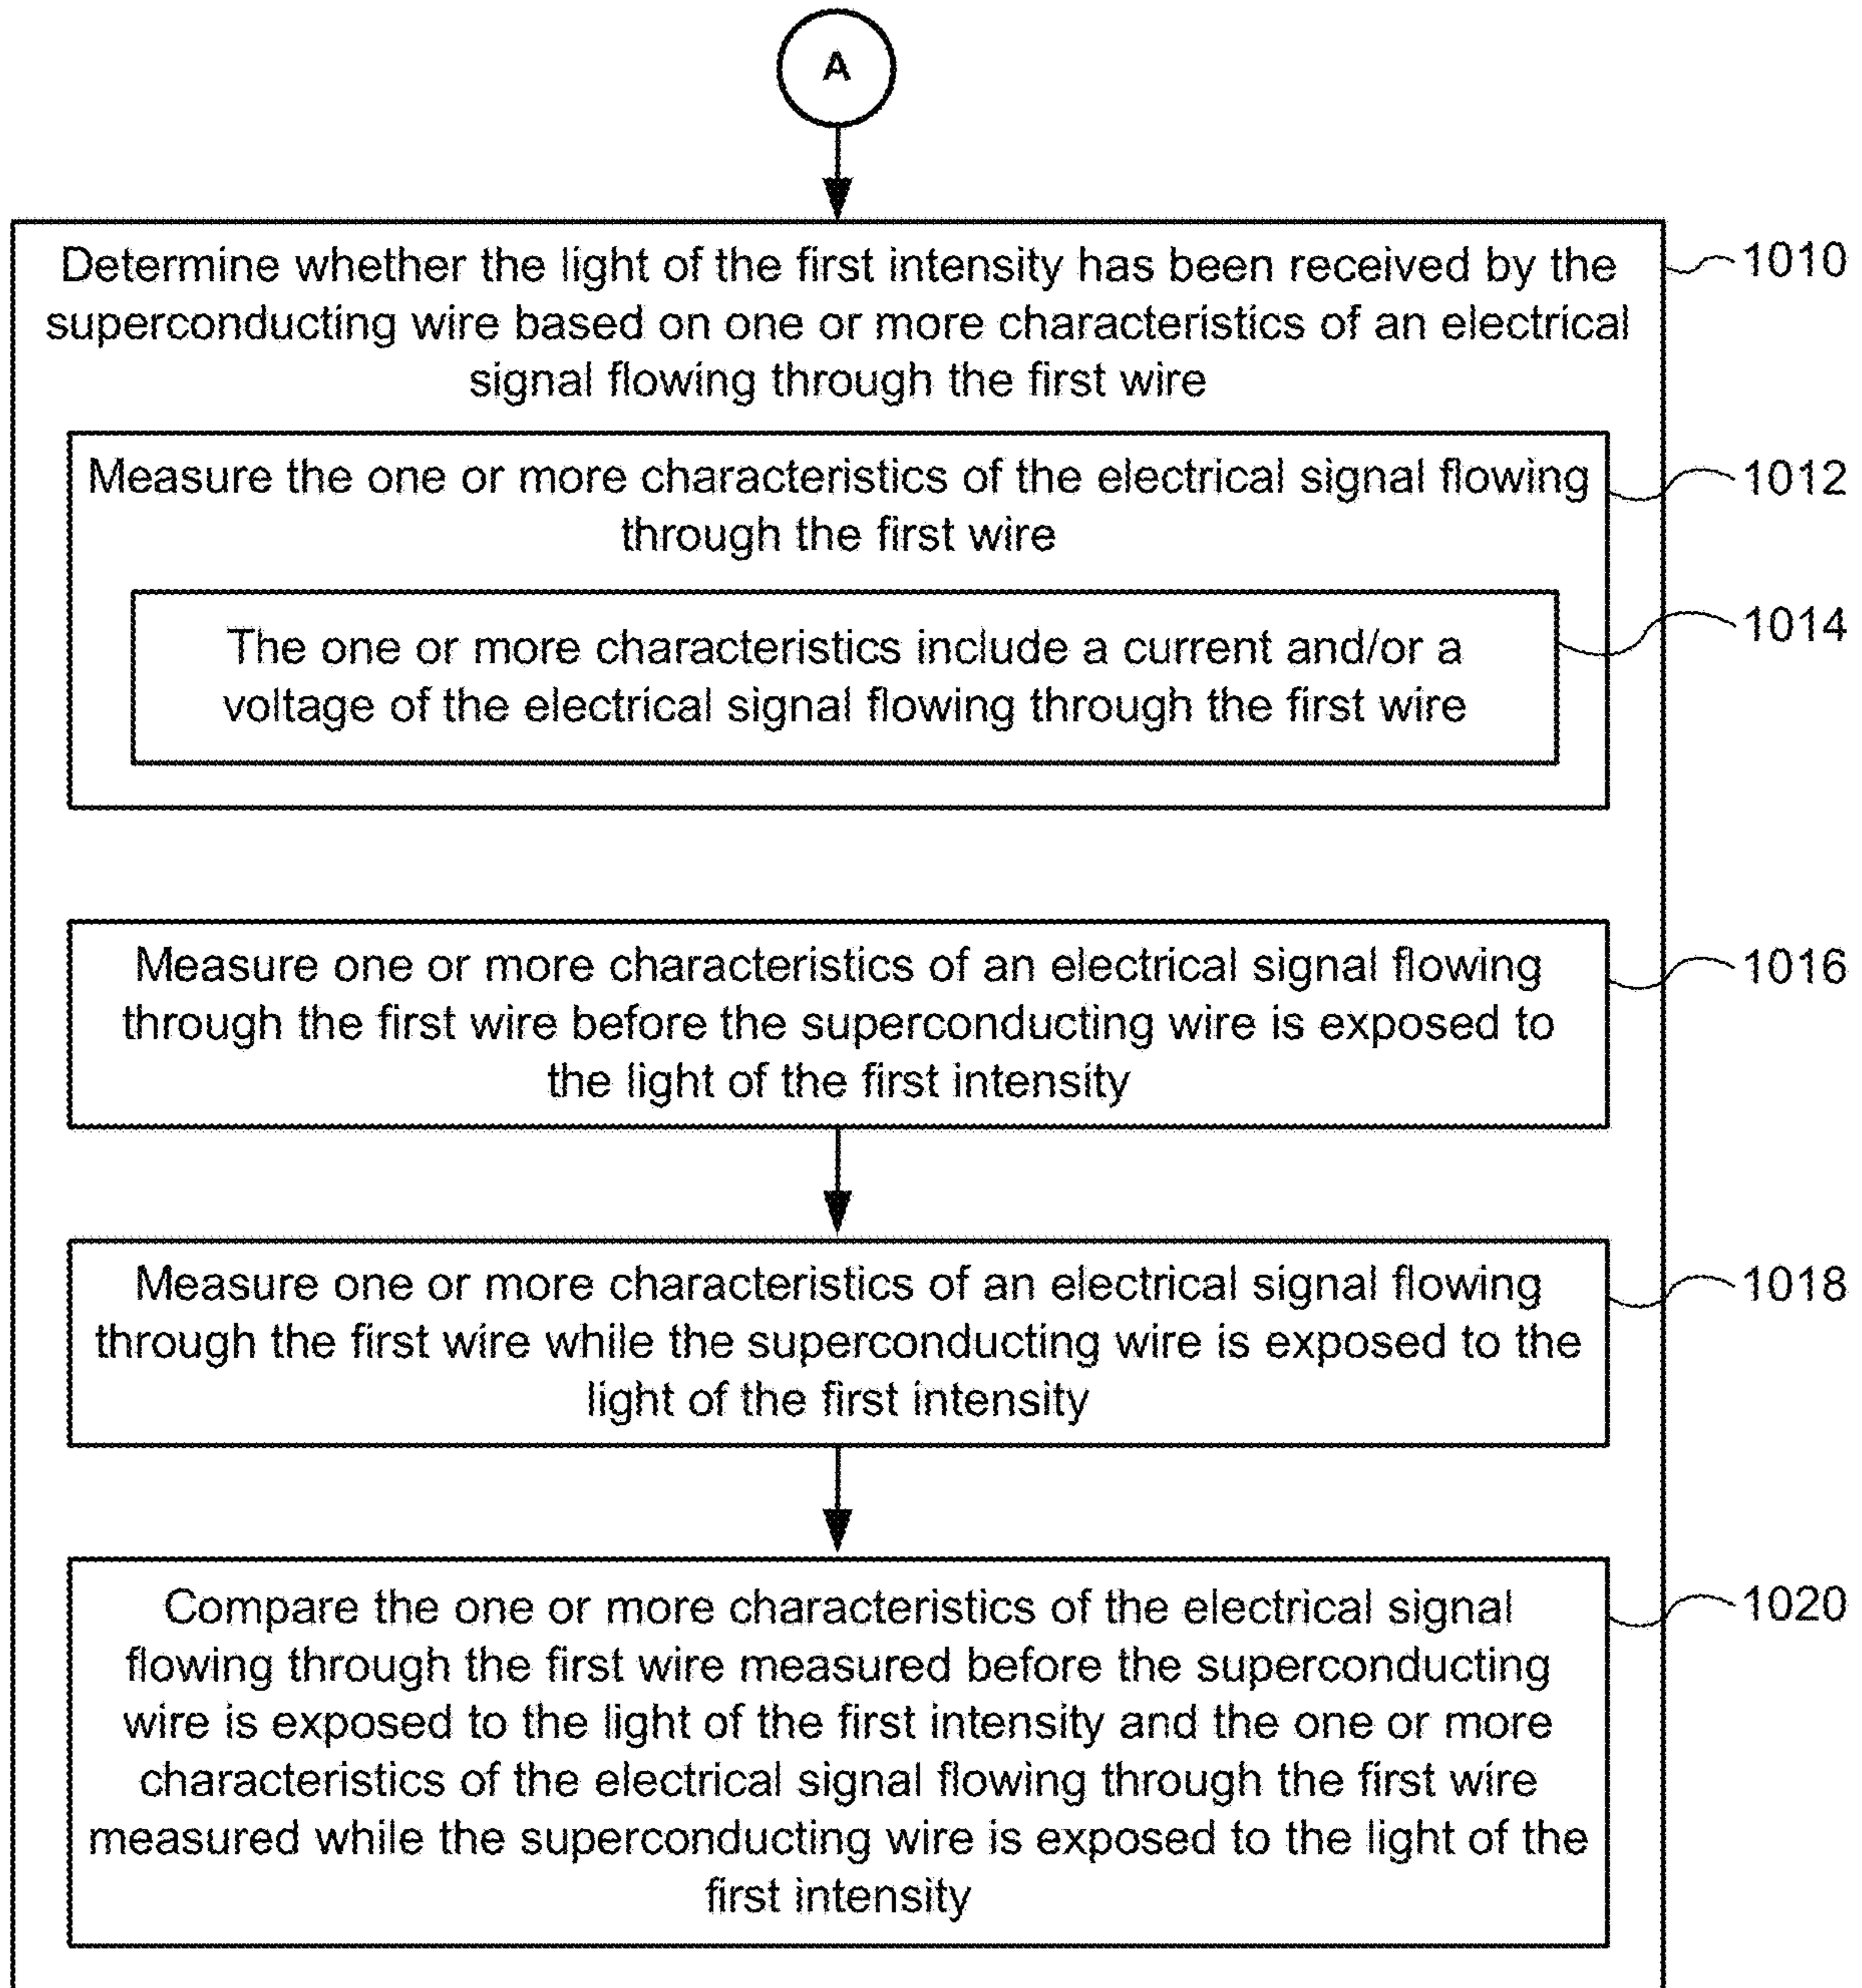 A
Determine whether the light of the first intensity has been received by the
superconducting wire based on one or more characteristics of an electrical
signal flowing through the first wire
1010
Measure the one or more characteristics of the electrical signal flowing
through the first wire
1012
The one or more characteristics include a current and/or a
voltage of the electrical signal flowing through the first wire
1014
Measure one or more characteristics of an electrical signal flowing
through the first wire before the superconducting wire is exposed to
the light of the first intensity
1016
Measure one or more characteristics of an electrical signal flowing
through the first wire while the superconducting wire is exposed to the
light of the first intensity
1018
Compare the one or more characteristics of the electrical signal
flowing through the first wire measured before the superconducting
wire is exposed to the light of the first intensity and the one or more
characteristics of the electrical signal flowing through the first wire
measured while the superconducting wire is exposed to the light of the
first intensity
1020